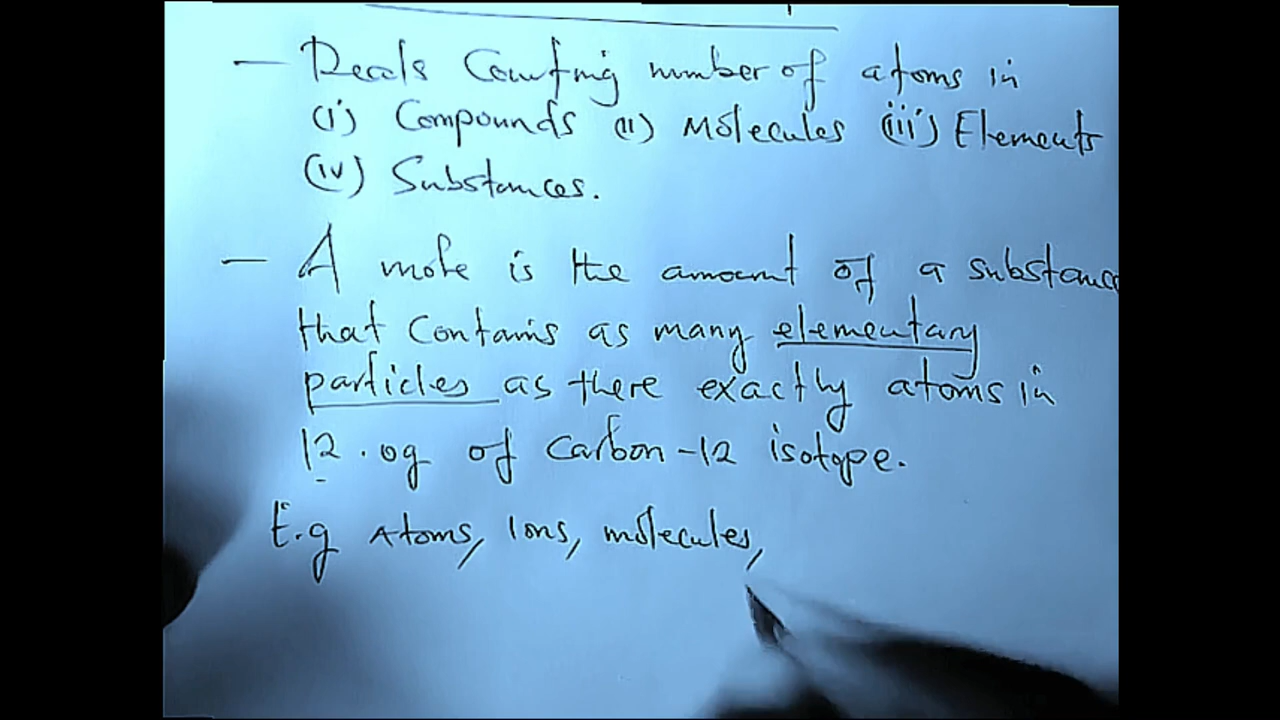 – Deals Counting number of atoms in
(i) Compounds (ii) Molecules (iii) Elements
(iv) Substances.
– A mole is the amount of a substance
that contains as many elementary
particles as there exactly atoms in
12.0g of Carbon-12 isotope.
E.g Atoms, Ions, molecules,